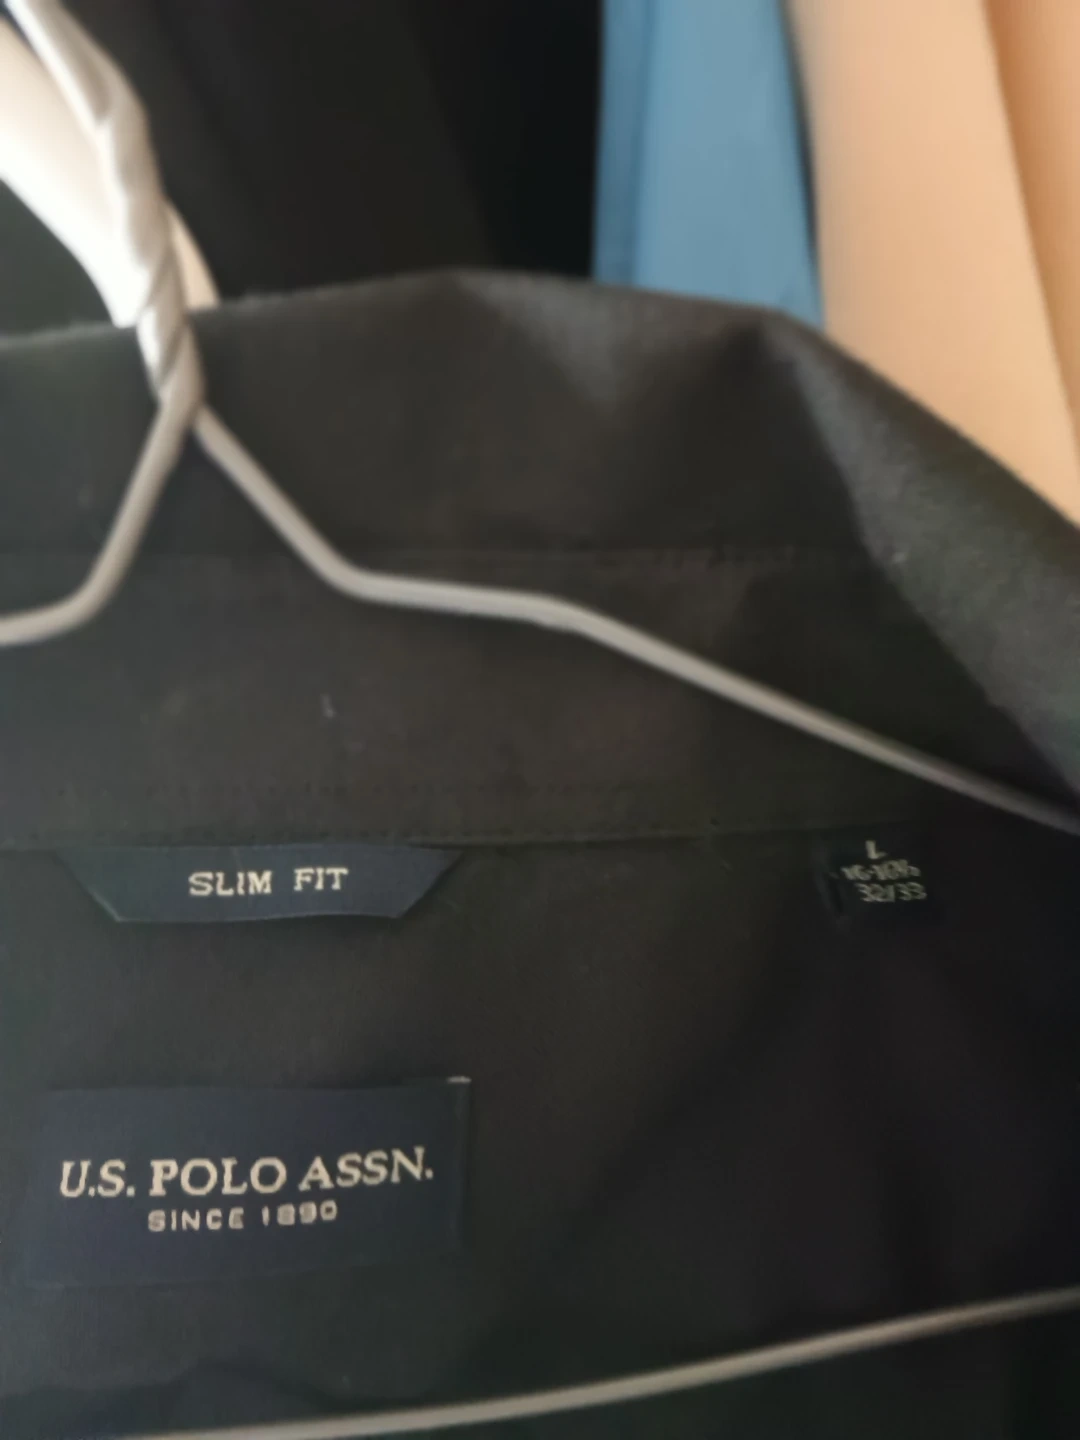 SLIM FIT
L
16-16½
32/33
U.S. POLO ASSN.
SINCE 1890